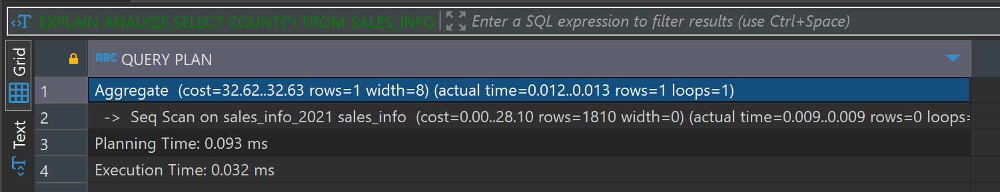 EXPLAIN ANALYZE SELECT COUNT(*) FROM SALES_INFO Enter a SQL expression to filter results (use Ctrl+Space)
Grid
Text
ABC QUERY PLAN
1 Aggregate (cost=32.62..32.63 rows=1 width=8) (actual time=0.012..0.013 rows=1 loops=1)
2 -> Seq Scan on sales_info_2021 sales_info (cost=0.00..28.10 rows=1810 width=0) (actual time=0.009..0.009 rows=0 loops=
3 Planning Time: 0.093 ms
4 Execution Time: 0.032 ms